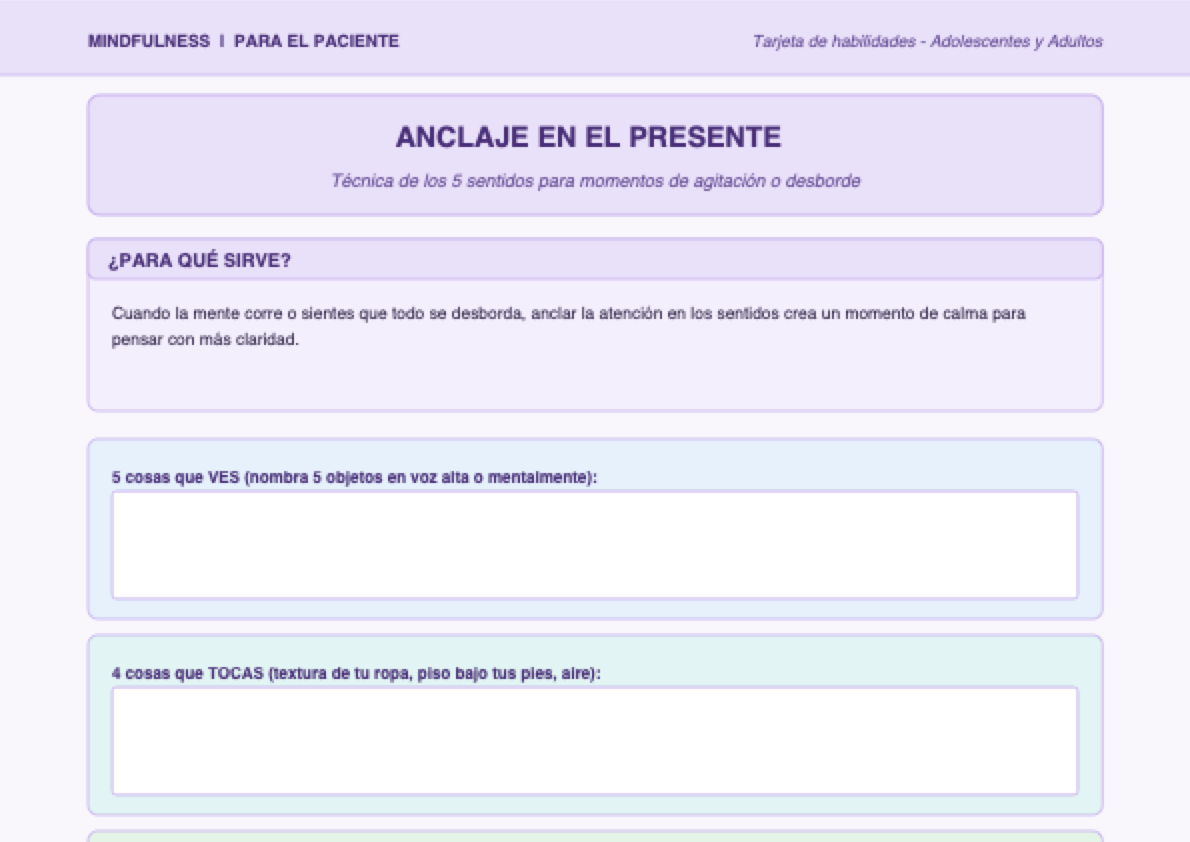 MINDFULNESS | PARA EL PACIENTE
Tarjeta de habilidades - Adolescentes y Adultos
ANCLAJE EN EL PRESENTE
Técnica de los 5 sentidos para momentos de agitación o desborde
¿PARA QUÉ SIRVE?
Cuando la mente corre o sientes que todo se desborda, anclar la atención en los sentidos crea un momento de calma para
pensar con más claridad.
5 cosas que VES (nombra 5 objetos en voz alta o mentalmente):
4 cosas que TOCAS (textura de tu ropa, piso bajo tus pies, aire):